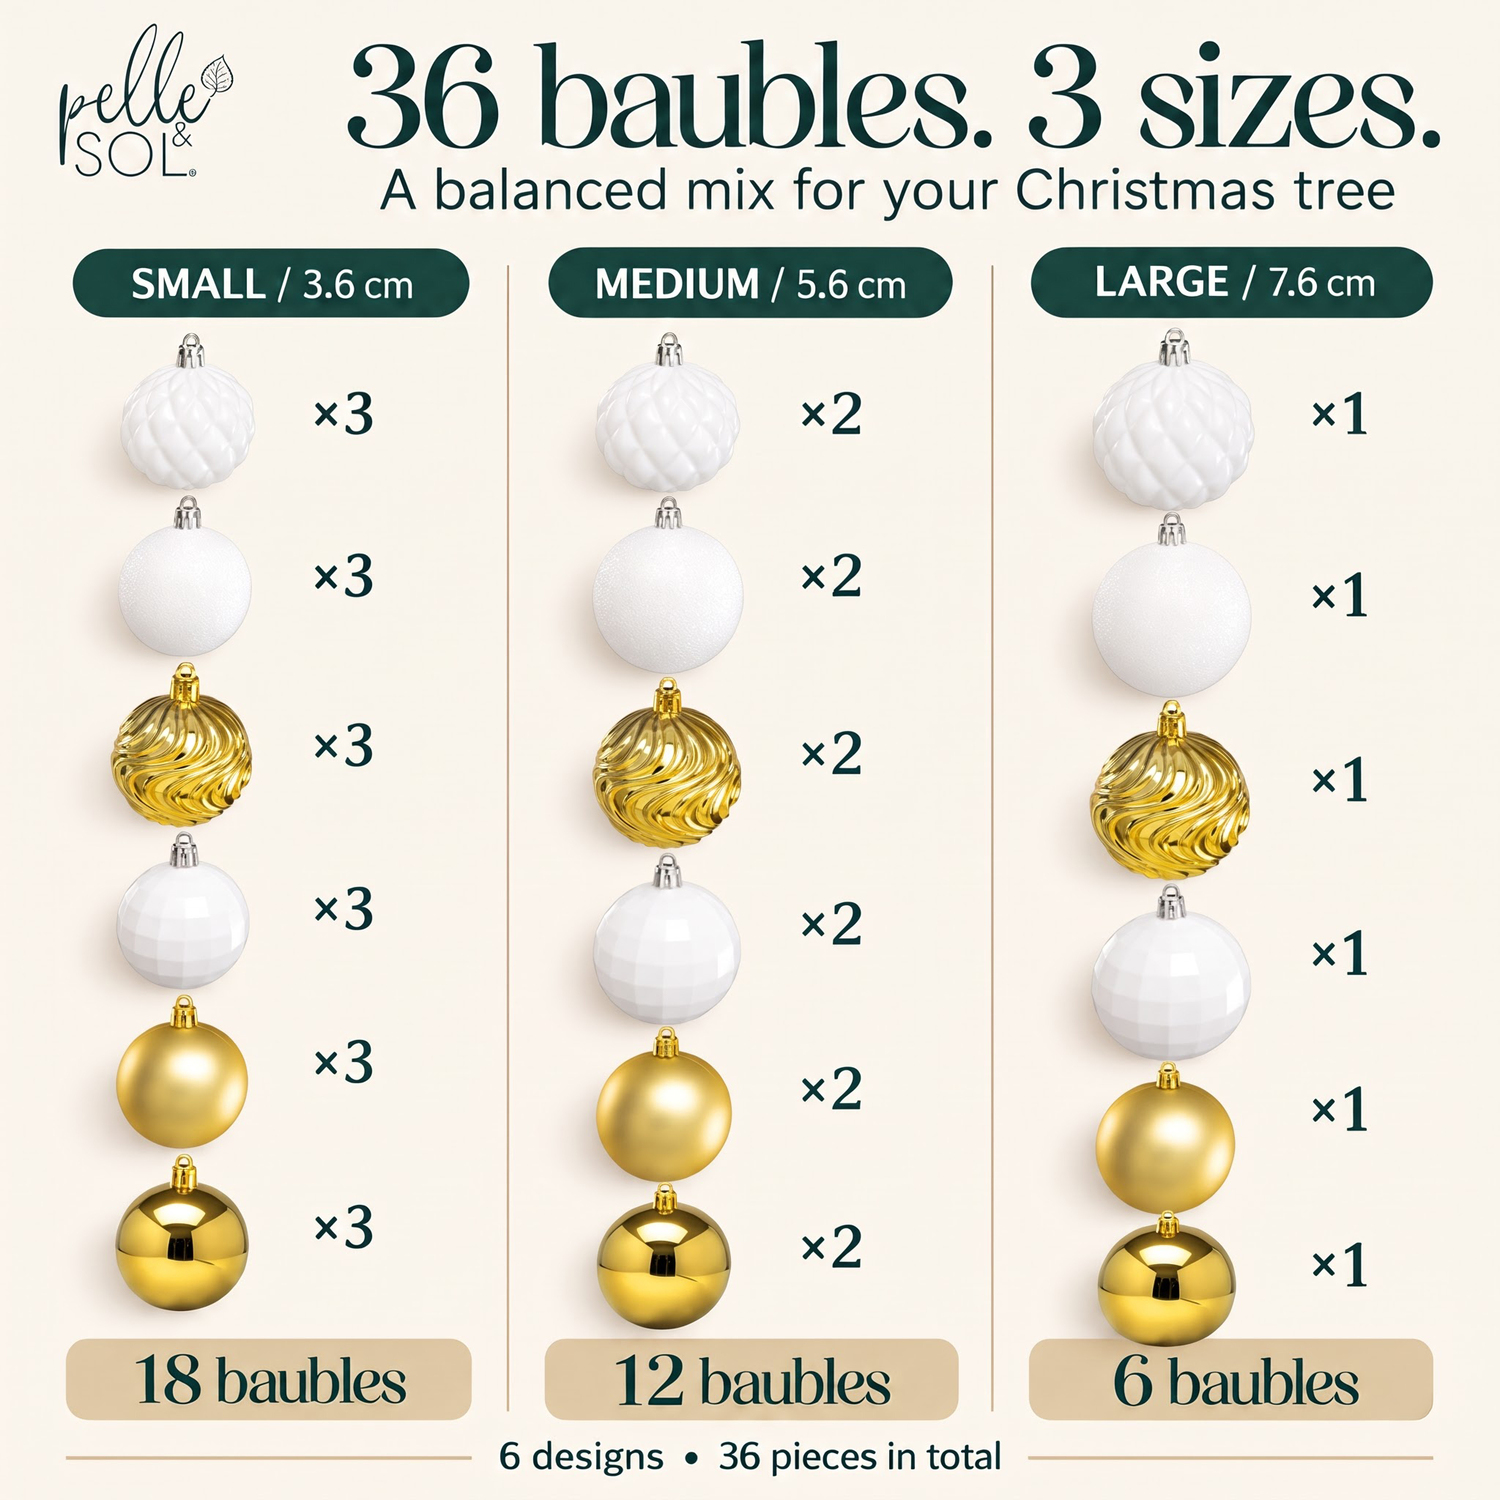 pelle
& SOL®
36 baubles. 3 sizes.
A balanced mix for your Christmas tree
SMALL / 3.6 cm
×3
×3
×3
×3
×3
×3
18 baubles
MEDIUM / 5.6 cm
×2
×2
×2
×2
×2
×2
12 baubles
LARGE / 7.6 cm
×1
×1
×1
×1
×1
×1
6 baubles
6 designs • 36 pieces in total